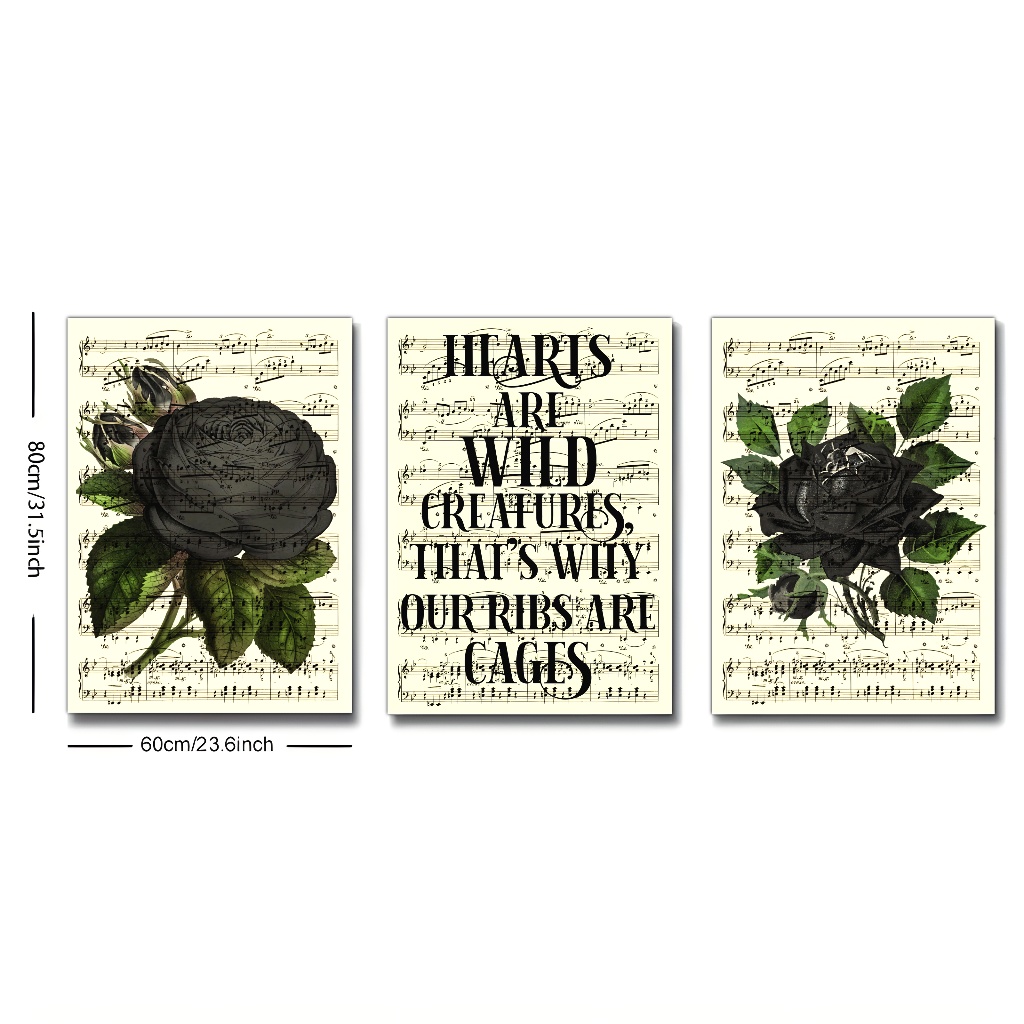 80cm/31.5inch
HEARTS
ARE
WILD
CREATURES,
THAT'S WHY
OUR RIBS ARE
CAGES
60cm/23.6inch